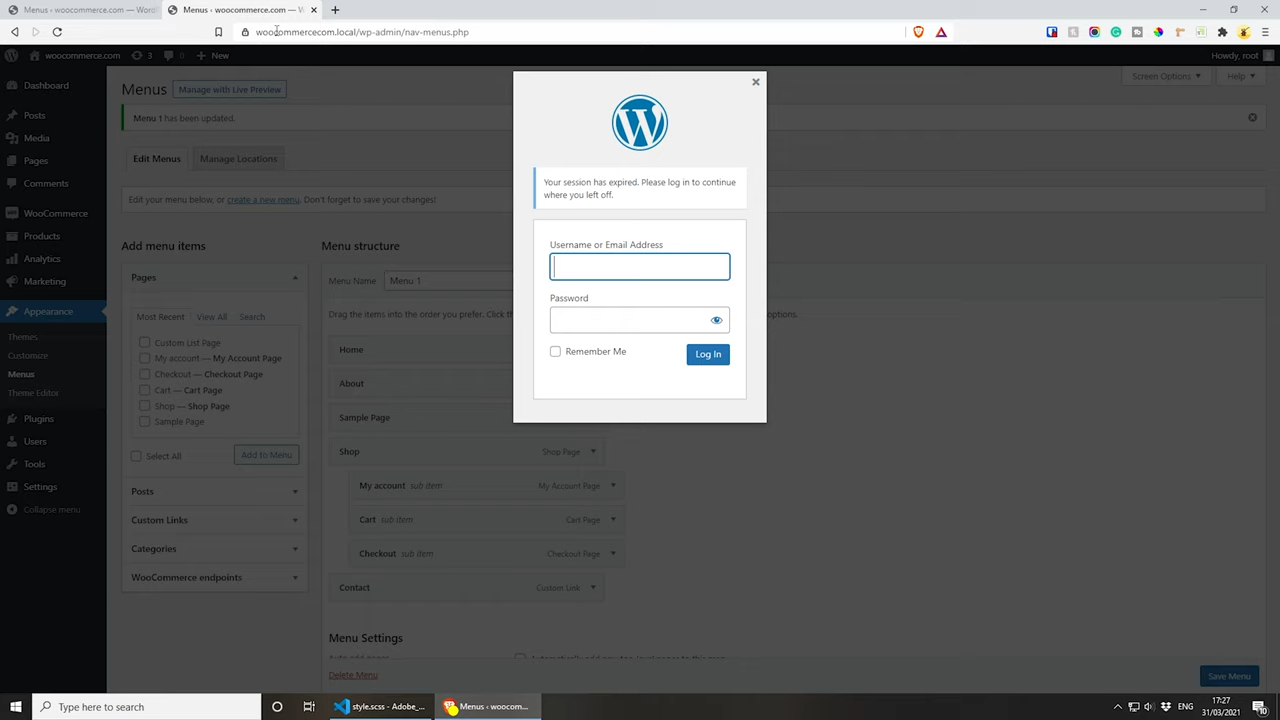 Menus ‹ woocommerce.com — Word
Menus ‹ woocommerce.com — W
woocommercecom.local/wp-admin/nav-menus.php
woocommerce.com
3
0
New
Howdy, root
Dashboard
Posts
Media
Pages
Comments
WooCommerce
Products
Analytics
Marketing
Appearance
Themes
Customize
Menus
Theme Editor
Plugins
Users
Tools
Settings
Collapse menu
Menus
Manage with Live Preview
Screen Options
Help
Menu 1 has been updated.
Edit Menus
Manage Locations
Edit your menu below, or create a new menu. Don't forget to save your changes!
Add menu items
Pages
Most Recent
View All
Search
Custom List Page
My account — My Account Page
Checkout — Checkout Page
Cart — Cart Page
Shop — Shop Page
Sample Page
Select All
Add to Menu
Posts
Custom Links
Categories
WooCommerce endpoints
Menu structure
Menu Name
Menu 1
Drag the items into the order you prefer. Click th
options.
Home
About
Sample Page
Shop
Shop Page
My account sub item
My Account Page
Cart sub item
Cart Page
Checkout sub item
Checkout Page
Contact
Custom Link
Menu Settings
Delete Menu
Save Menu
Your session has expired. Please log in to continue
where you left off.
Username or Email Address
Password
Remember Me
Log In
Type here to search
style.scss - Adobe_...
Menus ‹ woocom...
17:27
31/03/2021
10